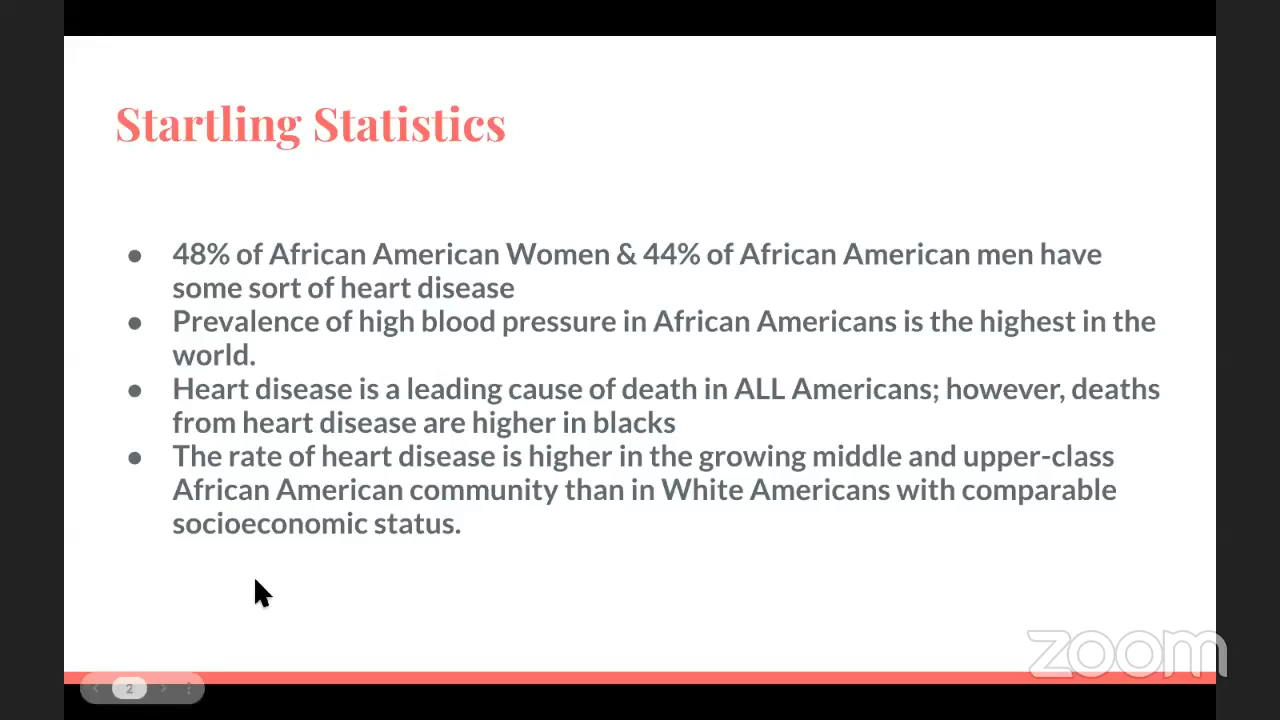 Startling Statistics
● 48% of African American Women & 44% of African American men have
some sort of heart disease
● Prevalence of high blood pressure in African Americans is the highest in the
world.
● Heart disease is a leading cause of death in ALL Americans; however, deaths
from heart disease are higher in blacks
● The rate of heart disease is higher in the growing middle and upper-class
African American community than in White Americans with comparable
socioeconomic status.
zoom
2